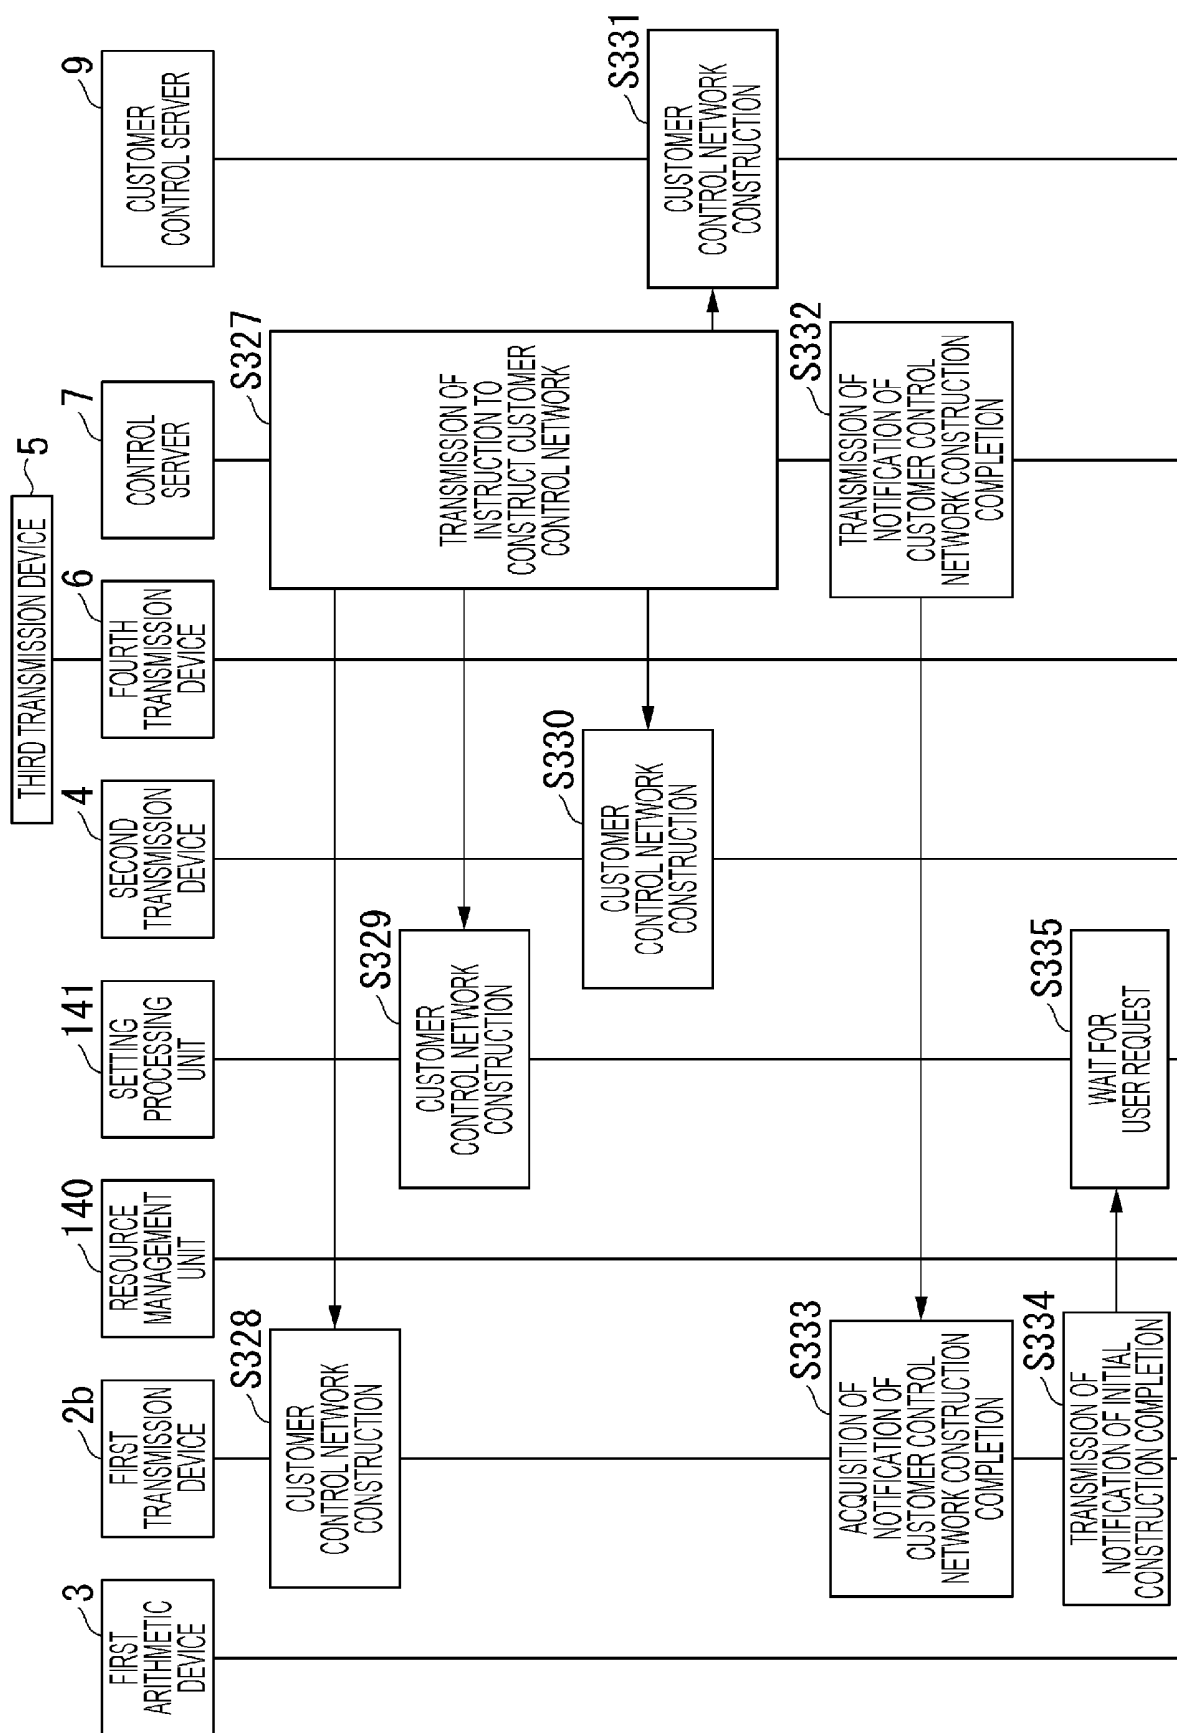 THIRD TRANSMISSION DEVICE
5
FIRST
ARITHMETIC
DEVICE
3
FIRST
TRANSMISSION
DEVICE
2b
RESOURCE
MANAGEMENT
UNIT
140
SETTING
PROCESSING
UNIT
141
SECOND
TRANSMISSION
DEVICE
4
FOURTH
TRANSMISSION
DEVICE
6
CONTROL
SERVER
7
CUSTOMER
CONTROL SERVER
9
TRANSMISSION OF
INSTRUCTION TO
CONSTRUCT CUSTOMER
CONTROL NETWORK
S327
CUSTOMER
CONTROL NETWORK
CONSTRUCTION
S328
CUSTOMER
CONTROL NETWORK
CONSTRUCTION
S329
CUSTOMER
CONTROL NETWORK
CONSTRUCTION
S330
CUSTOMER
CONTROL NETWORK
CONSTRUCTION
S331
TRANSMISSION OF
NOTIFICATION OF
CUSTOMER CONTROL
NETWORK CONSTRUCTION
COMPLETION
S332
ACQUISITION OF
NOTIFICATION OF
CUSTOMER CONTROL
NETWORK CONSTRUCTION
COMPLETION
S333
TRANSMISSION OF
NOTIFICATION OF INITIAL
CONSTRUCTION COMPLETION
S334
WAIT FOR
USER REQUEST
S335